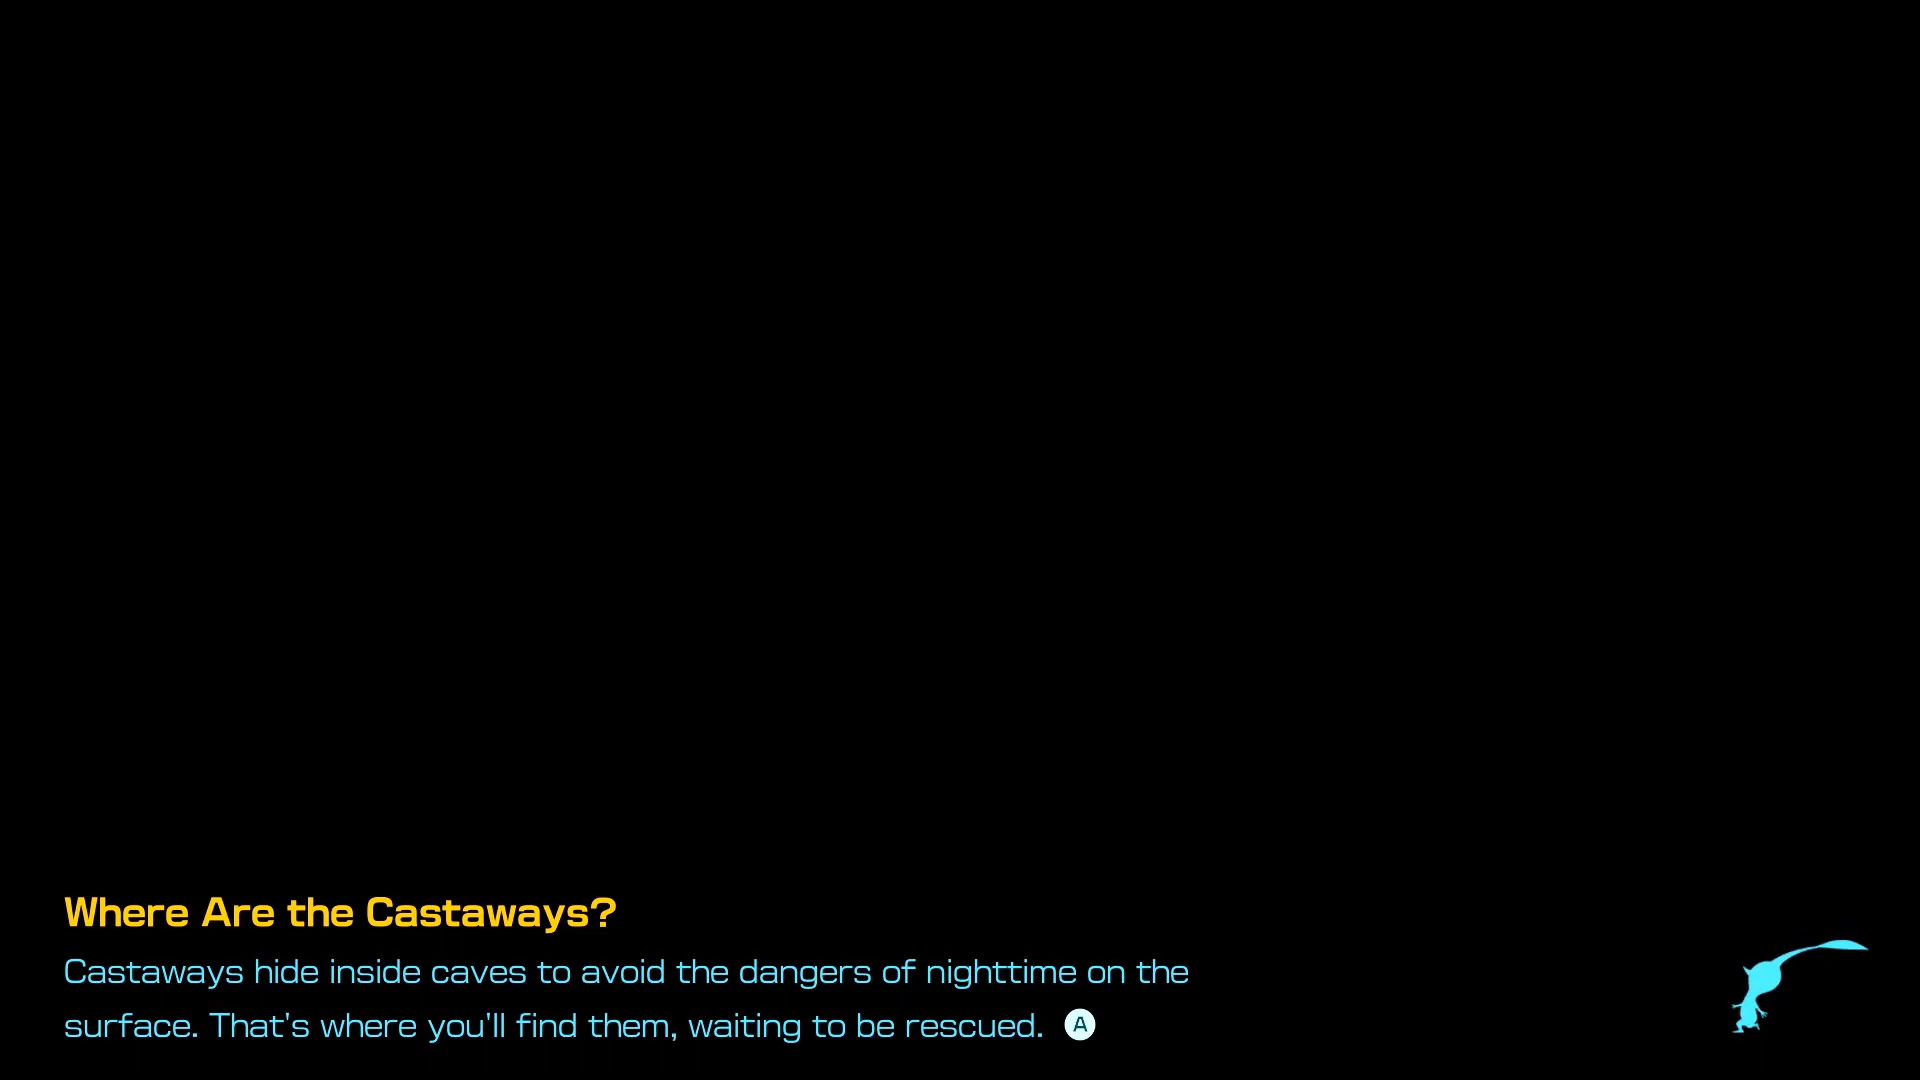 Where Are the Castaways?
Castaways hide inside caves to avoid the dangers of nighttime on the
surface. That's where you'll find them, waiting to be rescued. A